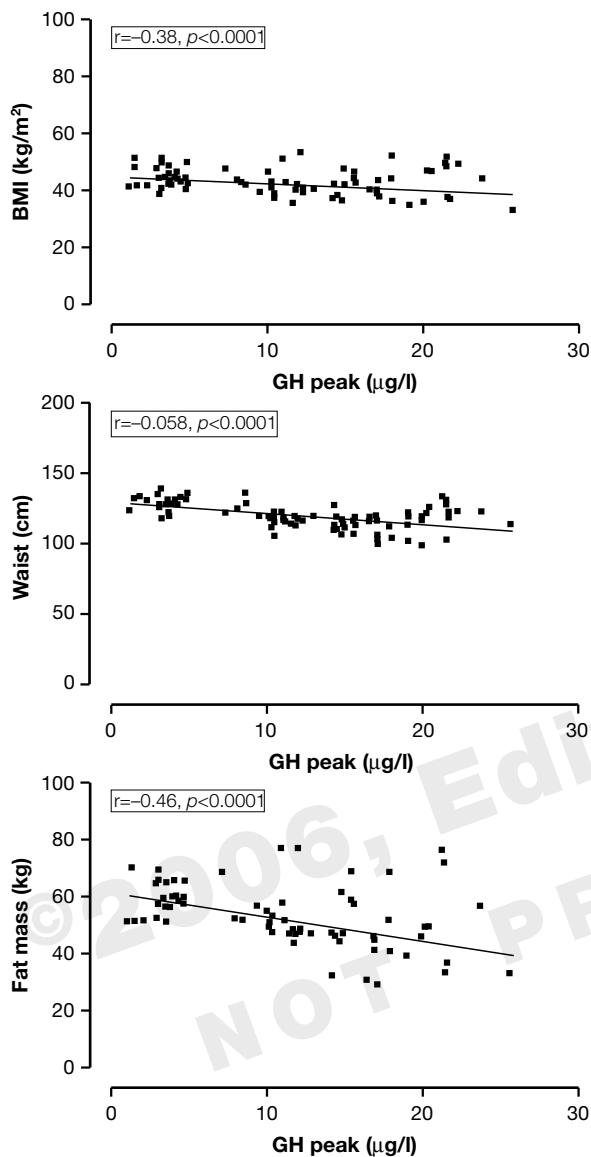 100
r=–0.38, p<0.0001
80
60
BMI (kg/m²)
40
20
0
0 10 20 30
GH peak (μg/l)
200
r=–0.058, p<0.0001
150
Waist (cm)
100
50
0
0 10 20 30
GH peak (μg/l)
100
r=–0.46, p<0.0001
80
60
Fat mass (kg)
40
20
0
0 10 20 30
GH peak (μg/l)
©2006, Edi
NOT P